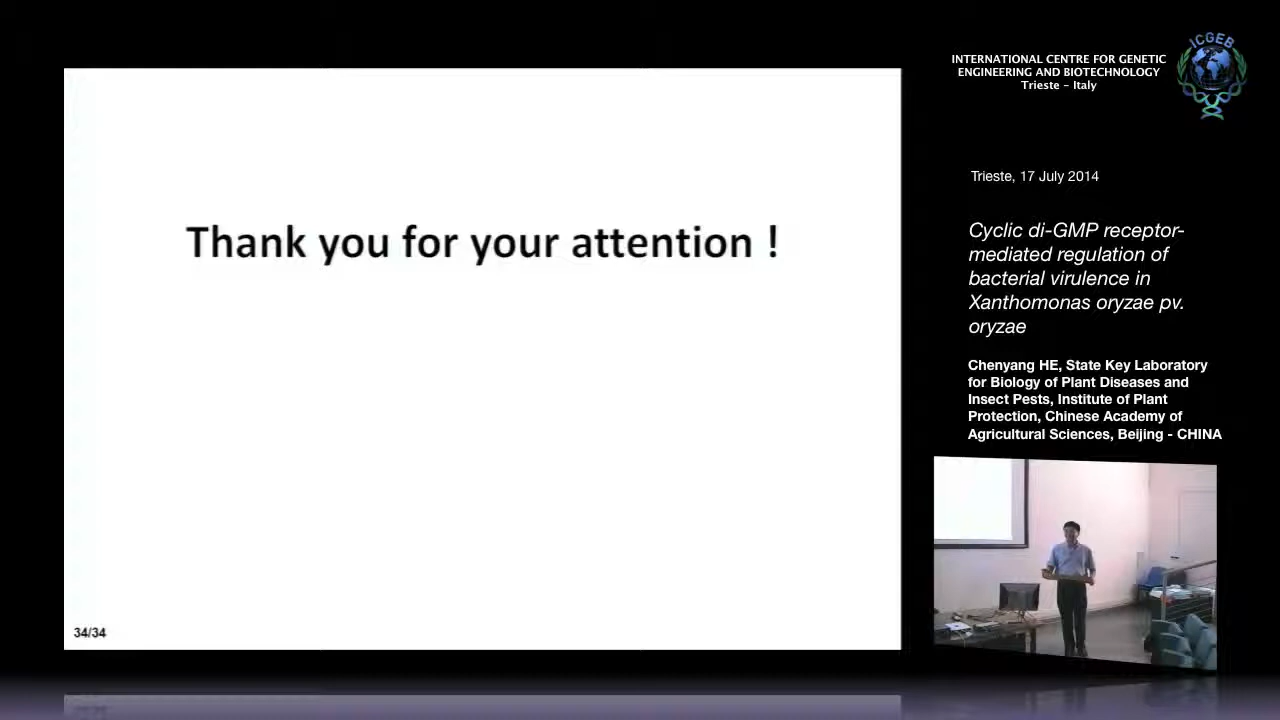 INTERNATIONAL CENTRE FOR GENETIC
ENGINEERING AND BIOTECHNOLOGY
Trieste - Italy
ICGEB
Trieste, 17 July 2014
Cyclic di-GMP receptor-
mediated regulation of
bacterial virulence in
Xanthomonas oryzae pv.
oryzae
Chenyang HE, State Key Laboratory
for Biology of Plant Diseases and
Insect Pests, Institute of Plant
Protection, Chinese Academy of
Agricultural Sciences, Beijing - CHINA
Thank you for your attention !
34/34